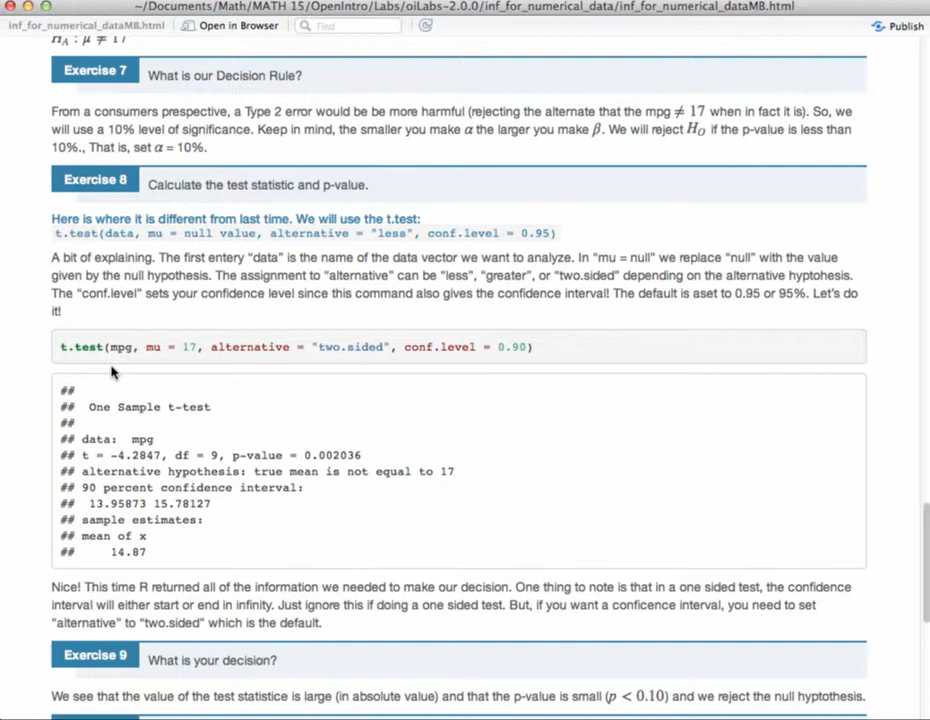 ~/Documents/Math/MATH 15/OpenIntro/Labs/oiLabs-2.0.0/inf_for_numerical_data/inf_for_numerical_dataMB.html
inf_for_numerical_dataMB.html Open in Browser Find Publish
H_A : μ ≠ 17
Exercise 7 What is our Decision Rule?
From a consumers prespective, a Type 2 error would be be more harmful (rejecting the alternate that the mpg ≠ 17 when in fact it is). So, we
will use a 10% level of significance. Keep in mind, the smaller you make α the larger you make β. We will reject H_O if the p-value is less than
10%., That is, set α = 10%.
Exercise 8 Calculate the test statistic and p-value.
Here is where it is different from last time. We will use the t.test:
t.test(data, mu = null value, alternative = "less", conf.level = 0.95)
A bit of explaining. The first entery “data” is the name of the data vector we want to analyze. In “mu = null” we replace “null” with the value
given by the null hypothesis. The assignment to “alternative” can be “less”, “greater”, or “two.sided” depending on the alternative hyptohesis.
The “conf.level” sets your confidence level since this command also gives the confidence interval! The default is aset to 0.95 or 95%. Let’s do
it!
t.test(mpg, mu = 17, alternative = "two.sided", conf.level = 0.90)
##
## One Sample t-test
##
## data: mpg
## t = -4.2847, df = 9, p-value = 0.002036
## alternative hypothesis: true mean is not equal to 17
## 90 percent confidence interval:
## 13.95873 15.78127
## sample estimates:
## mean of x
## 14.87
Nice! This time R returned all of the information we needed to make our decision. One thing to note is that in a one sided test, the confidence
interval will either start or end in infinity. Just ignore this if doing a one sided test. But, if you want a conficence interval, you need to set
“alternative” to “two.sided” which is the default.
Exercise 9 What is your decision?
We see that the value of the test statistice is large (in absolute value) and that the p-value is small (p < 0.10) and we reject the null hyptothesis.